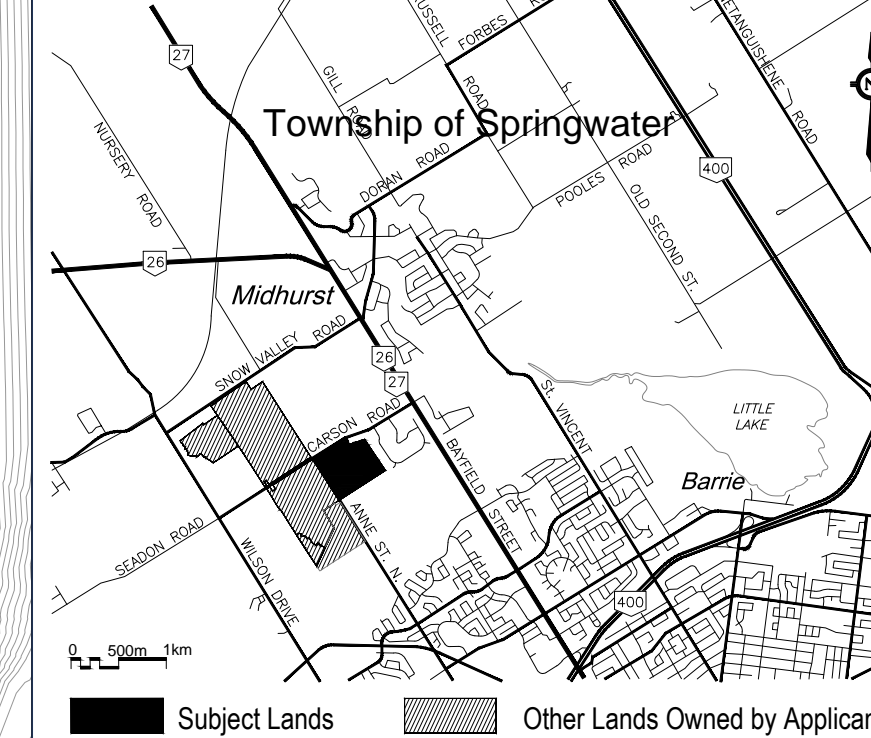 27
RUSSELL
ROAD
FORBES
PENETANGUISHENE
ROAD
GILL
ROAD
Township of Springwater
NURSERY ROAD
DORAN ROAD
POOLES ROAD
400
OLD SECOND ST.
N
26
Midhurst
SNOW VALLEY ROAD
26
27
CARSON ROAD
St. VINCENT
LITTLE
LAKE
Barrie
BAYFIELD STREET
ANNE ST. N.
SEADON ROAD
WILSON DRIVE
400
0 500m 1km
Subject Lands
Other Lands Owned by Applican